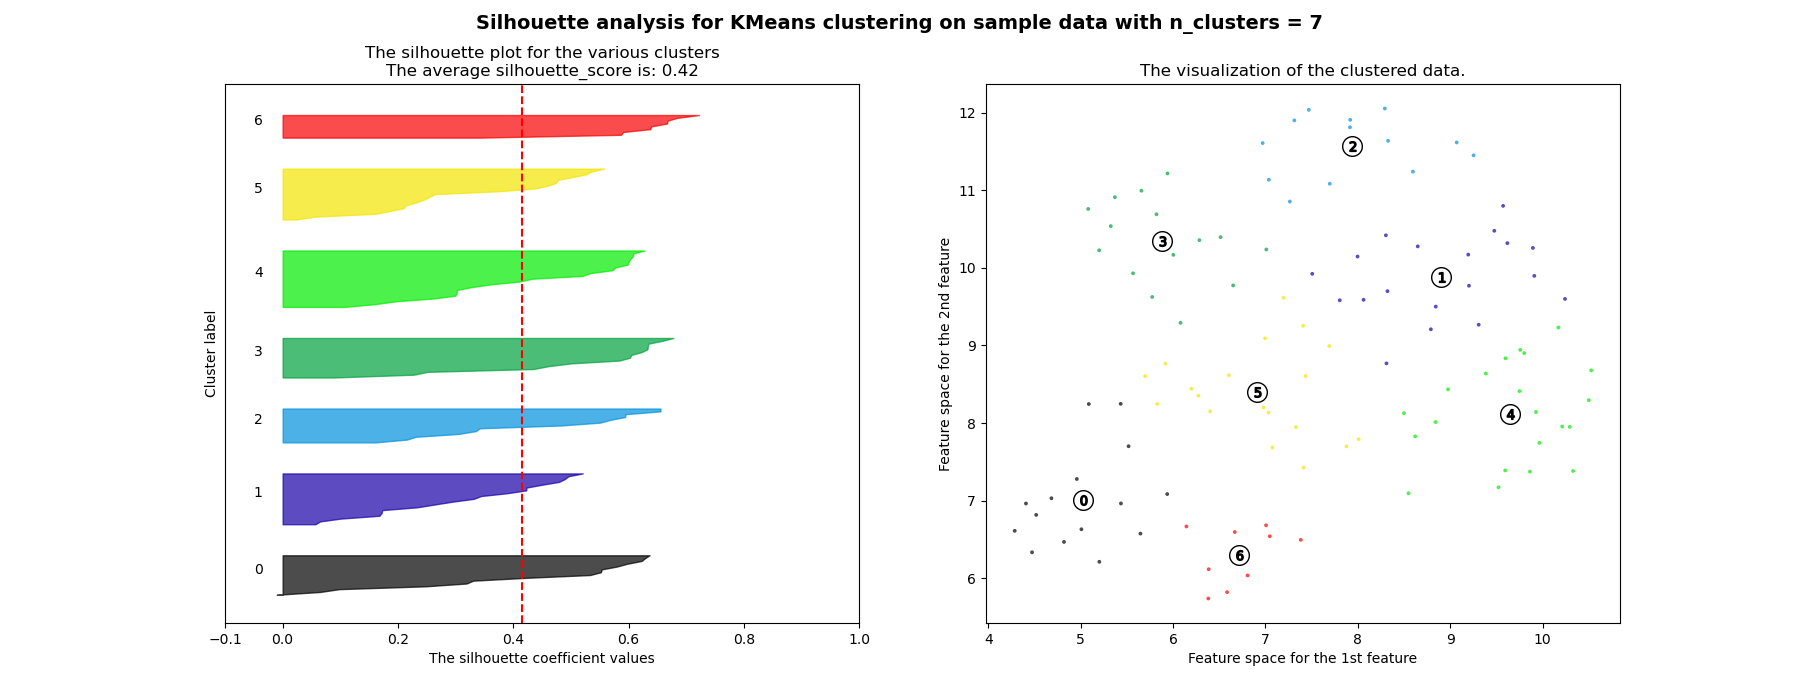 Silhouette analysis for KMeans clustering on sample data with n_clusters = 7
The silhouette plot for the various clusters
The average silhouette_score is: 0.42
6
5
4
3
2
1
0
Cluster label
−0.1 0.0 0.2 0.4 0.6 0.8 1.0
The silhouette coefficient values
The visualization of the clustered data.
12
11
10
9
8
7
6
Feature space for the 2nd feature
2
3
1
5
4
0
6
4 5 6 7 8 9 10
Feature space for the 1st feature